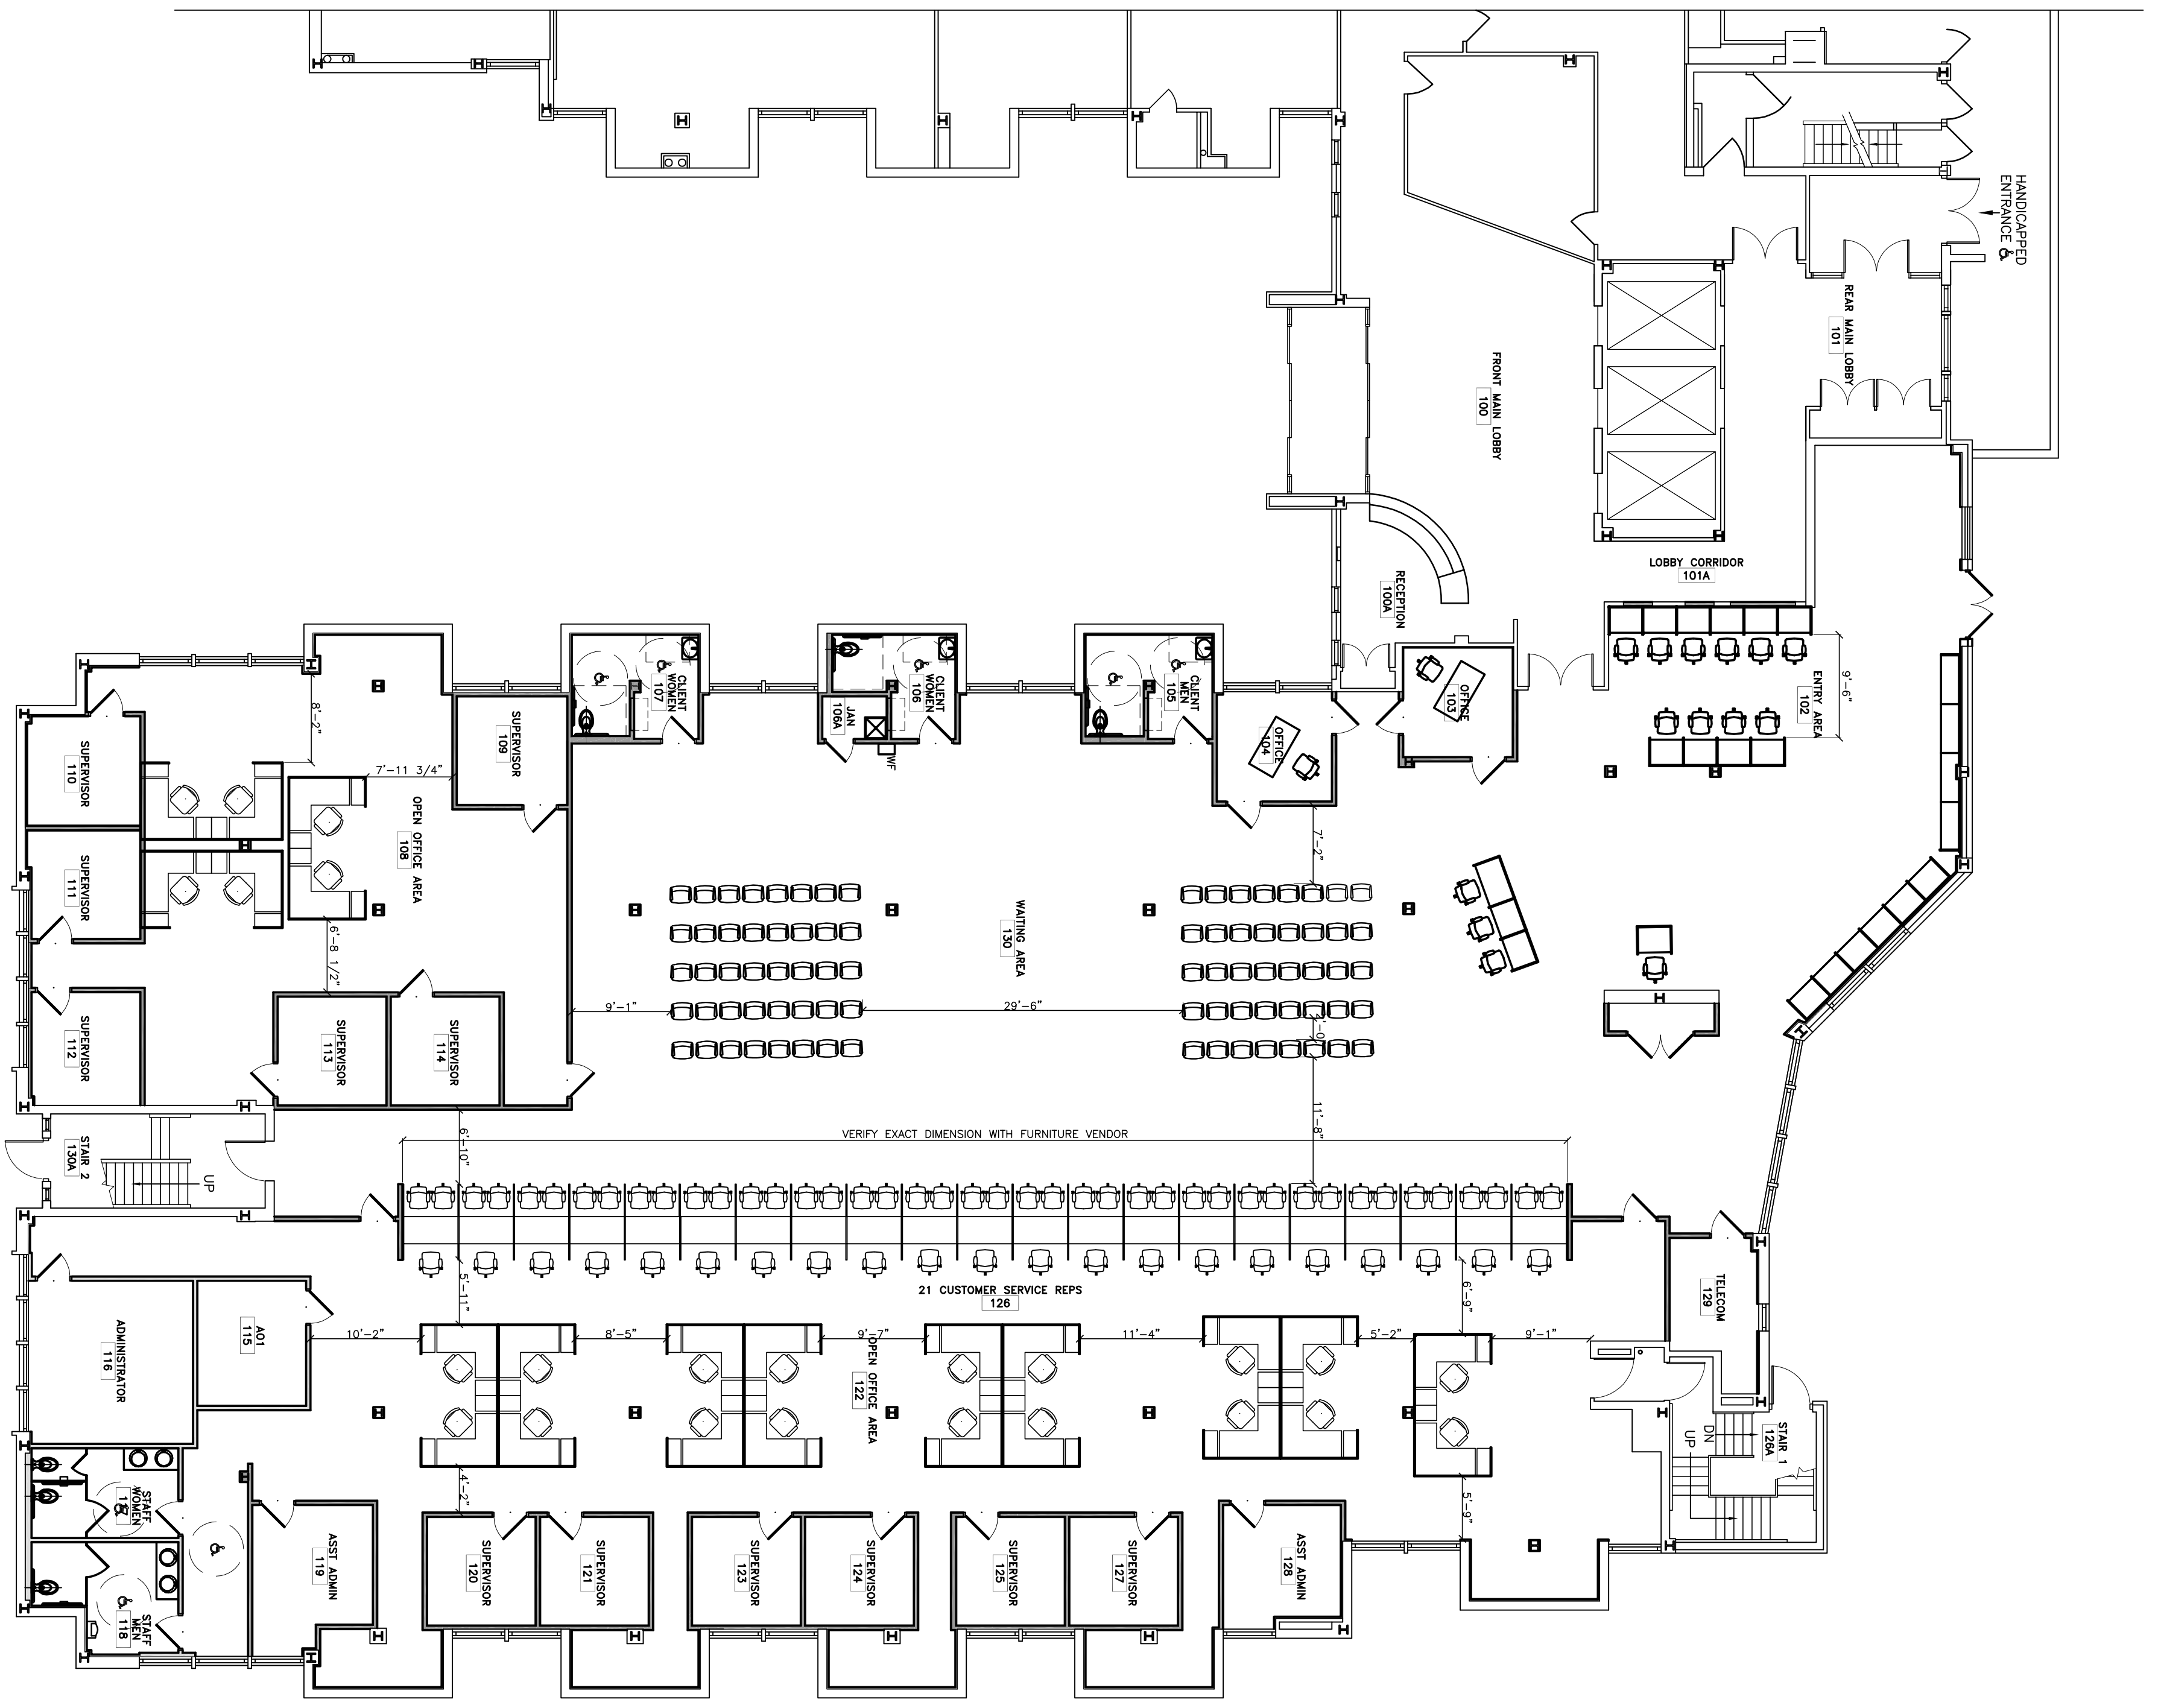 HANDICAPPED
ENTRANCE
REAR MAIN LOBBY
101
FRONT MAIN LOBBY
100
LOBBY CORRIDOR
101A
RECEPTION
100A
ENTRY AREA
102
9'-6"
OFFICE
103
OFFICE
104
CLIENT
MEN
105
CLIENT
WOMEN
106
JAN
106A
WF
CLIENT
WOMEN
107
SUPERVISOR
109
8'-2"
7'-11 3/4"
OPEN OFFICE AREA
108
SUPERVISOR
110
SUPERVISOR
111
SUPERVISOR
112
6'-8 1/2"
SUPERVISOR
113
SUPERVISOR
114
7'-2"
WAITING AREA
130
9'-1"
29'-6"
11'-8"
6'-10"
VERIFY EXACT DIMENSION WITH FURNITURE VENDOR
STAIR 2
130A
UP
21 CUSTOMER SERVICE REPS
126
5'-11"
6'-9"
TELECOM
129
AO1
115
ADMINISTRATOR
116
10'-2"
8'-5"
9'-7"
11'-4"
5'-2"
9'-1"
OPEN OFFICE AREA
122
STAIR 1
126A
DN
UP
4'-2"
5'-9"
STAFF
WOMEN
117
STAFF
MEN
118
ASST ADMIN
119
SUPERVISOR
120
SUPERVISOR
121
SUPERVISOR
123
SUPERVISOR
124
SUPERVISOR
125
SUPERVISOR
127
ASST ADMIN
128